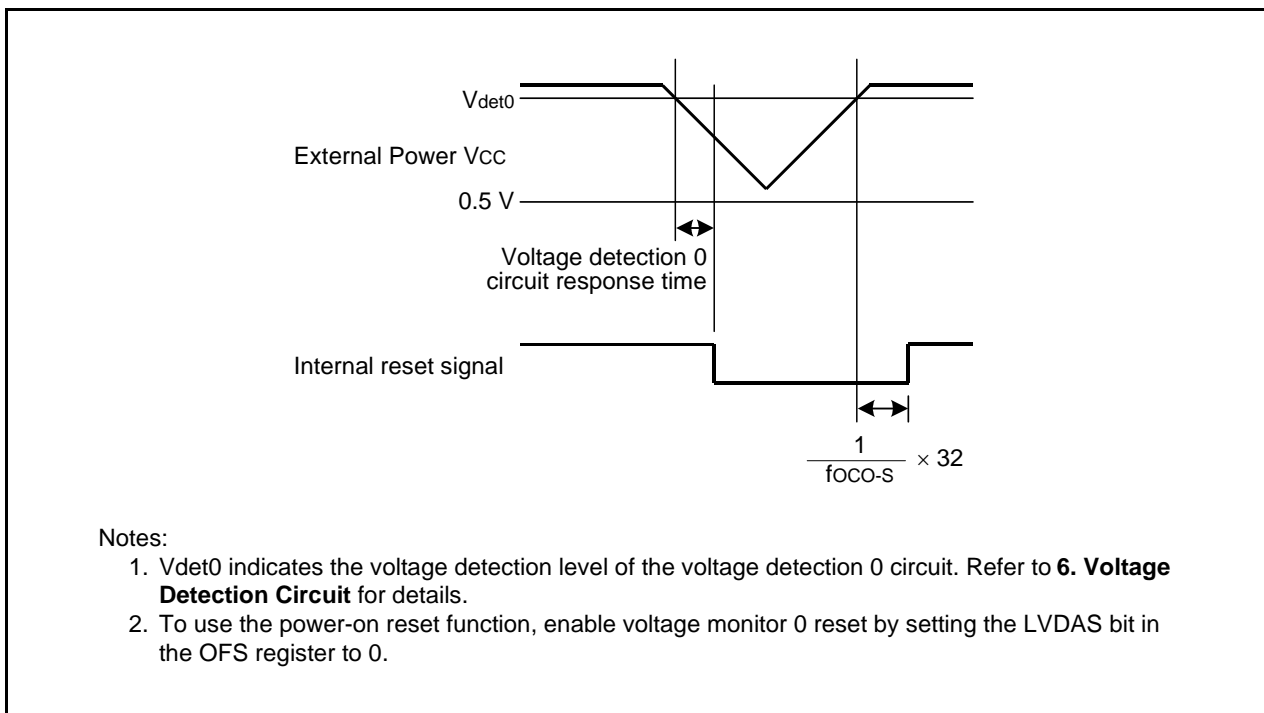 Vdet0
External Power VCC
0.5 V
Voltage detection 0
circuit response time
Internal reset signal
1
fOCO-S
× 32
Notes:
1. Vdet0 indicates the voltage detection level of the voltage detection 0 circuit. Refer to 6. Voltage
Detection Circuit for details.
2. To use the power-on reset function, enable voltage monitor 0 reset by setting the LVDAS bit in
the OFS register to 0.